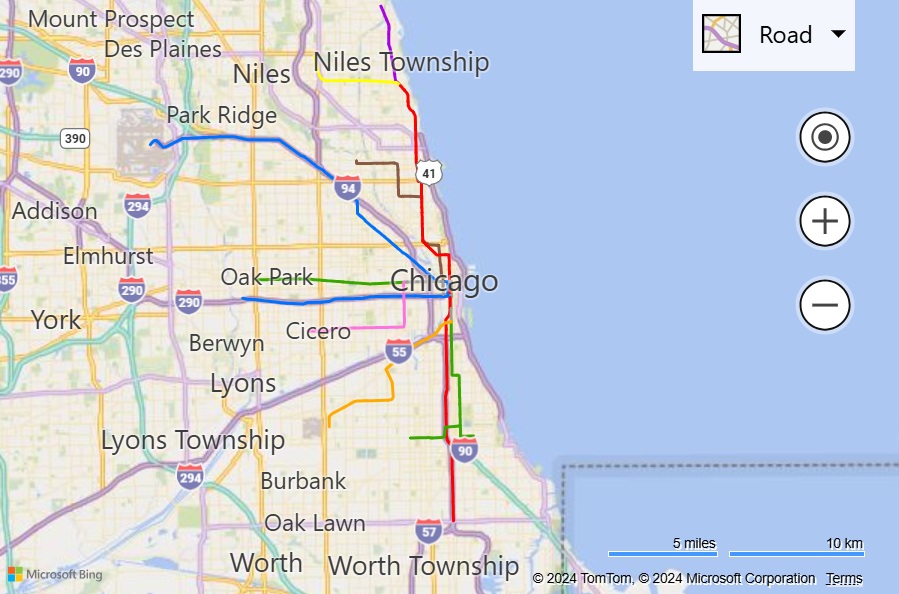 Mount Prospect
Des Plaines
Road
290
90
Niles
Niles Township
Park Ridge
390
41
94
Addison
294
Elmhurst
Oak Park
Chicago
355
290
290
York
Cicero
Berwyn
55
Lyons
Lyons Township
90
294
Burbank
Oak Lawn
57
5 miles
10 km
Worth
Worth Township
Microsoft Bing
© 2024 TomTom, © 2024 Microsoft Corporation Terms